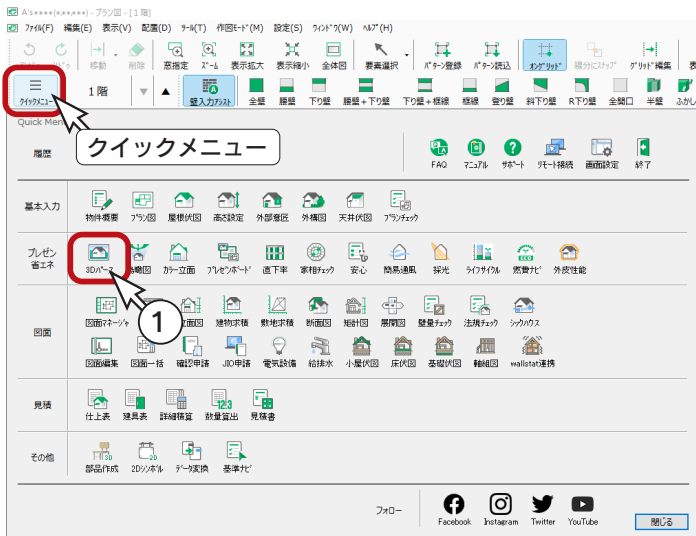 A's****(*.**.**) - プラン図 - [ 1 階]
ファイル(F) 編集(E) 表示(V) 配置(D) ツール(T) 作図モード(M) 設定(S) ウインドウ(W) ヘルプ(H)
移動 削除 窓指定 ズーム 表示拡大 表示縮小 全体図 要素選択 パターン登録 パターン読込 オングリッド 線分にスナップ グリッド編集 表
クイックメニュー 1 階 壁入力アシスト 全壁 腰壁 下り壁 腰壁+下り壁 下り壁+框線 框線 登り壁 斜下り壁 R下り壁 全開口 半壁 ふかし
Quick Men
クイックメニュー
履歴
FAQ マニュアル サポート リモート接続 画面設定 終了
基本入力
物件概要 プラン図 屋根伏図 高さ設定 外部意匠 外構図 天井伏図 プランチェック
プレゼン
省エネ
3Dパース 鳥瞰図 カラー立面 プレゼンボード 直下率 家相チェック 安心 簡易通風 採光 ライフサイクル 燃費ナビ 外皮性能
1
図面
図面マネージャ 立面図 建物求積 敷地求積 断面図 矩計図 展開図 壁量チェック 法規チェック シックハウス
図面編集 図面一括 確認申請 JIO申請 電気設備 給排水 小屋伏図 床伏図 基礎伏図 軸組図 wallstat連携
見積
仕上表 建具表 詳細積算 数量算出 見積書
その他
部品作成 2Dシンボル データ変換 基準ナビ
フォロー
Facebook Instagram Twitter YouTube
閉じる